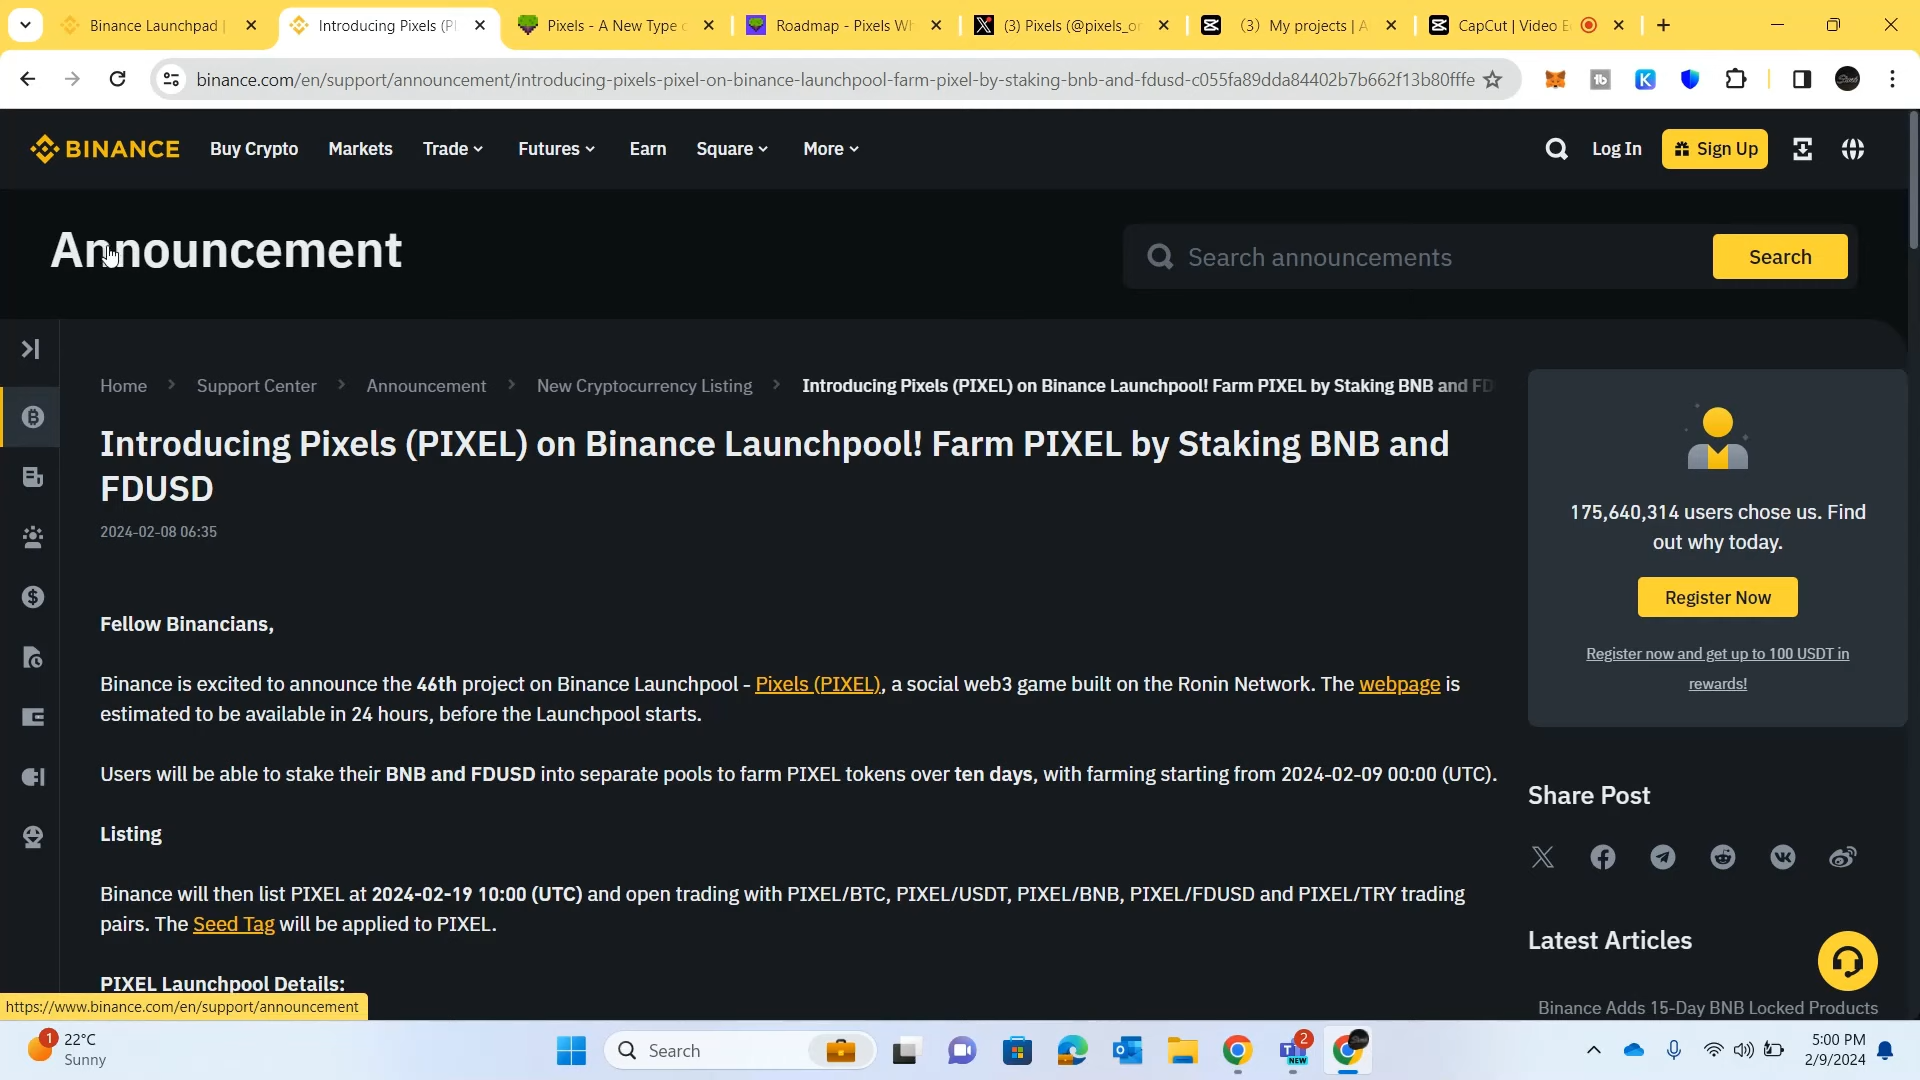 Binance Launchpad |
Introducing Pixels (P
Pixels - A New Type o
Roadmap - Pixels Wh
(3) Pixels (@pixels_o
(3) My projects | A
CapCut | Video E
binance.com/en/support/announcement/introducing-pixels-pixel-on-binance-launchpool-farm-pixel-by-staking-bnb-and-fdusd-c055fa89dda84402b7b662f13b80fffe
BINANCE
Buy Crypto
Markets
Trade
Futures
Earn
Square
More
Log In
Sign Up
Announcement
Search announcements
Search
Home > Support Center > Announcement > New Cryptocurrency Listing > Introducing Pixels (PIXEL) on Binance Launchpool! Farm PIXEL by Staking BNB and FD
Introducing Pixels (PIXEL) on Binance Launchpool! Farm PIXEL by Staking BNB and
FDUSD
2024-02-08 06:35
Fellow Binancians,
Binance is excited to announce the 46th project on Binance Launchpool - Pixels (PIXEL), a social web3 game built on the Ronin Network. The webpage is
estimated to be available in 24 hours, before the Launchpool starts.
Users will be able to stake their BNB and FDUSD into separate pools to farm PIXEL tokens over ten days, with farming starting from 2024-02-09 00:00 (UTC).
Listing
Binance will then list PIXEL at 2024-02-19 10:00 (UTC) and open trading with PIXEL/BTC, PIXEL/USDT, PIXEL/BNB, PIXEL/FDUSD and PIXEL/TRY trading
pairs. The Seed Tag will be applied to PIXEL.
PIXEL Launchpool Details:
175,640,314 users chose us. Find
out why today.
Register Now
Register now and get up to 100 USDT in
rewards!
Share Post
Latest Articles
Binance Adds 15-Day BNB Locked Products
https://www.binance.com/en/support/announcement
1
22°C
Sunny
Search
2
NEW
5:00 PM
2/9/2024